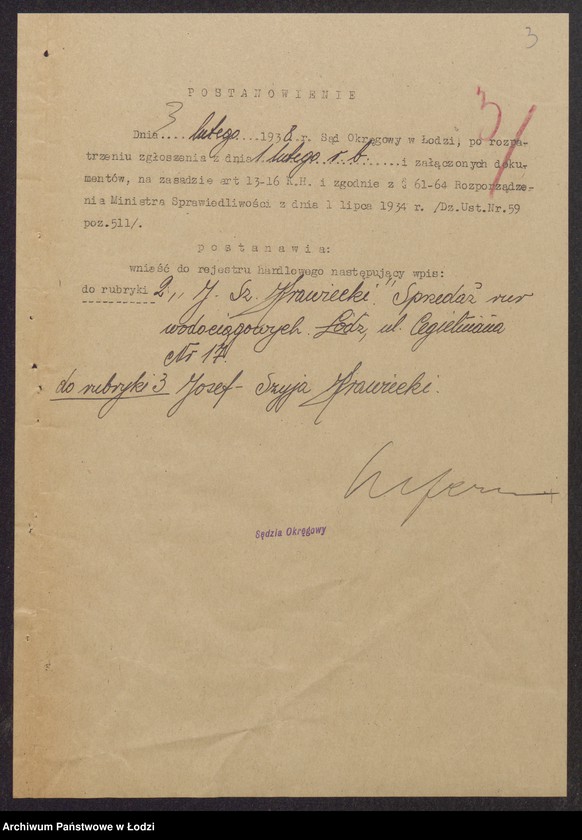 3
POSTANOWIENIE
Dnia 3 lutego 1938 r. Sąd Okręgowy w Łodzi, po rozpa-
trzeniu zgłoszenia z dnia 1 lutego r. b. i załączonych doku-
mentów, na zasadzie art 13-16 K.H. i zgodnie z § 61-64 Rozporządze-
nia Ministra Sprawiedliwości z dnia 1 lipca 1934 r. /Dz.Ust.Nr.59
poz.511/.
postanawia:
wnieść do rejestru handlowego następujący wpis:
do rubryki 2 „J. Sz. Krawiecki" Sprzedaż rur
wodociągowych. Łódź, ul. Cegielniana
Nr 17.
do rubryki 3 Josef-Szyja Krawiecki.
Sędzia Okręgowy
Archiwum Państwowe w Łodzi